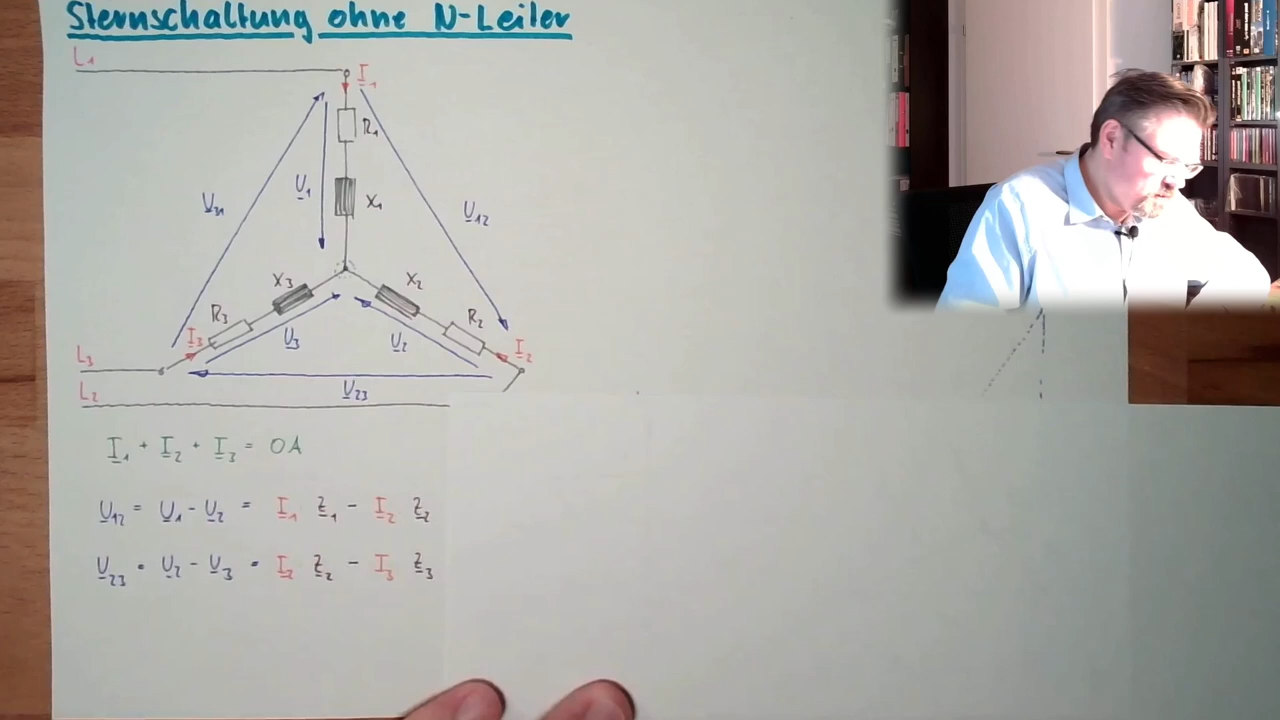 Sternschaltung ohne N-Leiter
L1
I1
R1
U31
U1
X1
U12
X3
X2
R3
R2
I3
U3
U2
I2
L3
U23
L2
I1 + I2 + I3 = 0A
U12 = U1 - U2 = I1 Z1 - I2 Z2
U23 = U2 - U3 = I2 Z2 - I3 Z3